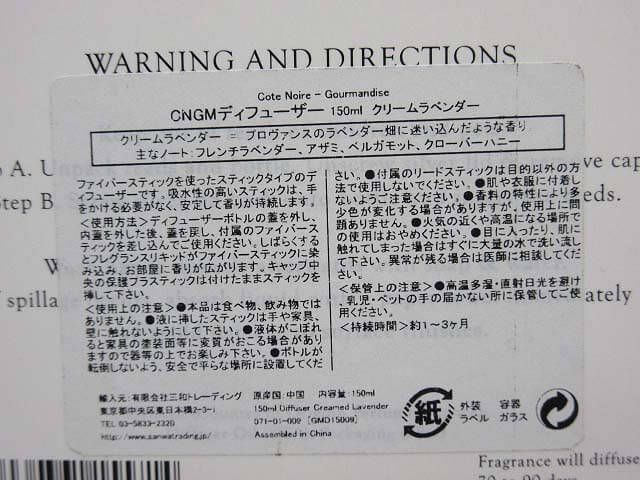 WARNING AND DIRECTIONS
Cote Noire - Gourmandise
CNGMディフューザー 150ml クリームラベンダー
クリームラベンダー = プロヴァンスのラベンダー畑に迷い込んだような香り
主なノート:フレンチラベンダー、アザミ、ベルガモット、クローバーハニー
ファイバースティックを使ったスティックタイプのディ
フューザーです。吸水性の高いスティックは、手
をかける必要がなく、安定して香りが持続します。
<使用方法>ディフューザーボトルの蓋を外し、
内蓋を外した後、蓋を戻し、付属のファイバース
ティックを差し込んでご使用ください。しばらくする
とフレグランスリキッドがファイバースティックに染
み込み、お部屋に香りが広がります。キャップ中
央の保護プラスティックは付けたままスティックを
挿して下さい。
<使用上の注意>●本品は食べ物、飲み物では
ありません。●液に挿したスティックは手や家具、
壁に触れないようにして下さい。●液体がこぼれ
ると家具の塗装面等に変質がおこる場合がありま
すので器等の上でお楽しみ下さい。●ボトルが
転倒しないよう、安全で平らな場所に設置してくだ
さい。●付属のリードスティックは目的以外の方
法で使用しないでください。●肌や衣服に付着し
ないようご注意ください。●香料の特性により多
少色が変化する場合がありますが、使用上に問
題ありません。●火気の近くや高温になる場所で
の使用はおやめください。●目に入ったり、肌に
触れてしまった場合はすぐに大量の水で洗い流し
て下さい。異常が残る場合は医師に相談してくだ
さい。
<保管上の注意>●高温多湿・直射日光を避け
、乳児・ペットの手の届かない所に保管してご使
用ください。
<持続時間>約1~3ヶ月
輸入元:有限会社三和トレーディング 原産国:中国 内容量:150ml
東京都中央区東日本橋2-3-1 150ml Diffuser Creamed Lavender
TEL 03-5833-2320 071-01-009 [GMD15009]
http://www.sanwatrading.jp/ Assembled in China
紙
外装
ラベル
容器
ガラス
Fragrance will diffuse